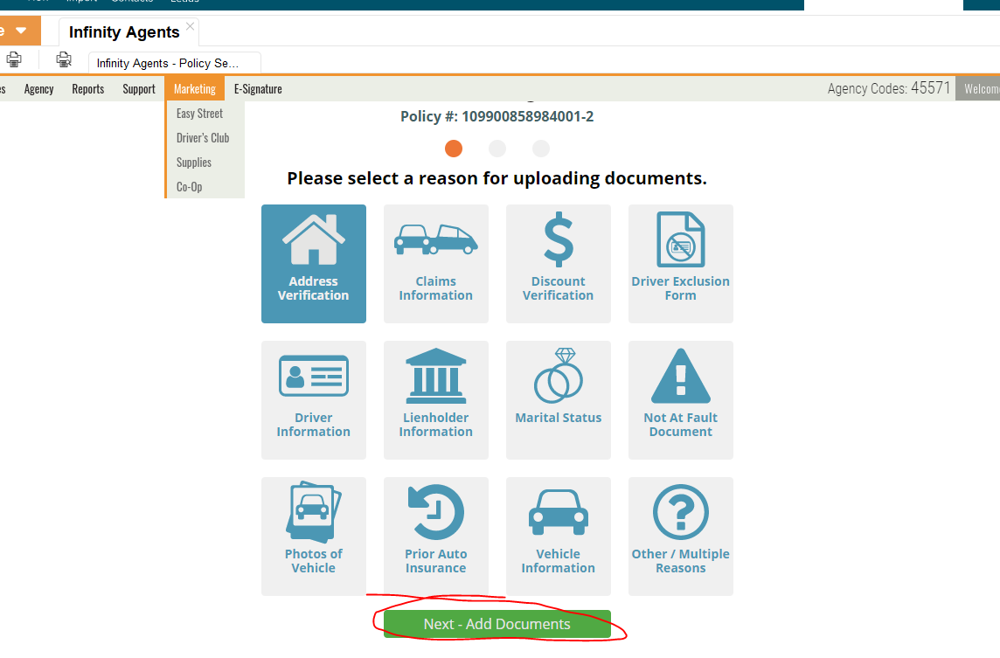 Import Contacts Leads
Infinity Agents
Infinity Agents - Policy Se...
Agency Reports Support Marketing E-Signature Agency Codes: 45571
Easy Street
Driver's Club
Supplies
Co-Op
Policy #: 109900858984001-2
Please select a reason for uploading documents.
Address
Verification
Claims
Information
Discount
Verification
Driver Exclusion
Form
Driver
Information
Lienholder
Information
Marital Status
Not At Fault
Document
Photos of
Vehicle
Prior Auto
Insurance
Vehicle
Information
Other / Multiple
Reasons
Next - Add Documents